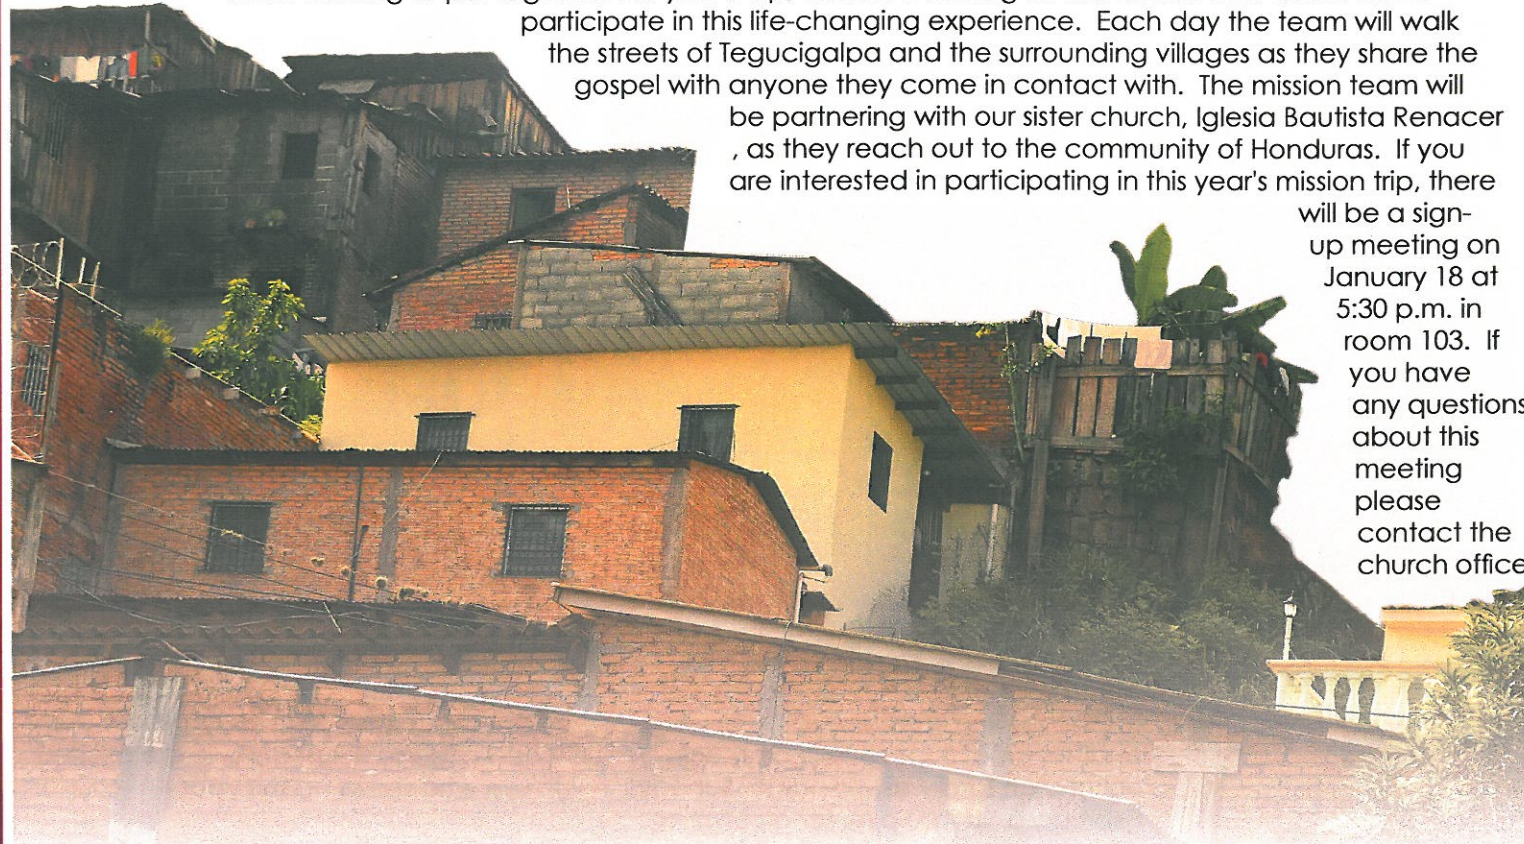 participate in this life-changing experience.  Each day the team will walk
the streets of Tegucigalpa and the surrounding villages as they share the
gospel with anyone they come in contact with.  The mission team will
be partnering with our sister church, Iglesia Bautista Renacer
, as they reach out to the community of Honduras.  If you
are interested in participating in this year's mission trip, there
will be a sign-
up meeting on
January 18 at
5:30 p.m. in
room 103.  If
you have
any questions
about this
meeting
please
contact the
church office